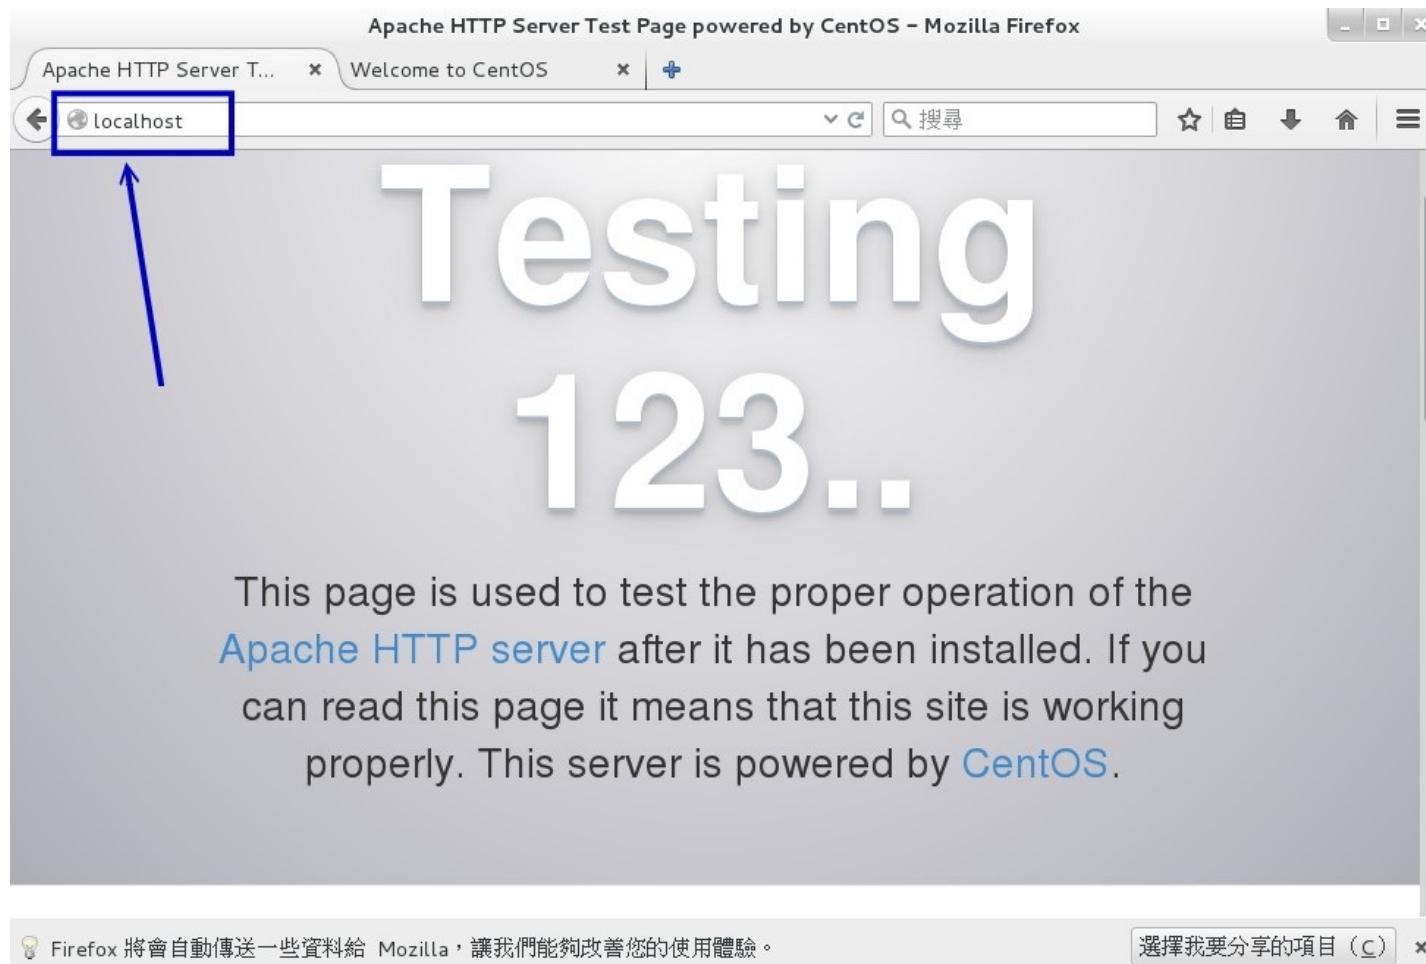 Apache HTTP Server Test Page powered by CentOS – Mozilla Firefox
Apache HTTP Server T... Welcome to CentOS
localhost 搜尋
Testing
123..
This page is used to test the proper operation of the
Apache HTTP server after it has been installed. If you
can read this page it means that this site is working
properly. This server is powered by CentOS.
Firefox 將會自動傳送一些資料給 Mozilla，讓我們能夠改善您的使用體驗。 選擇我要分享的項目（C）